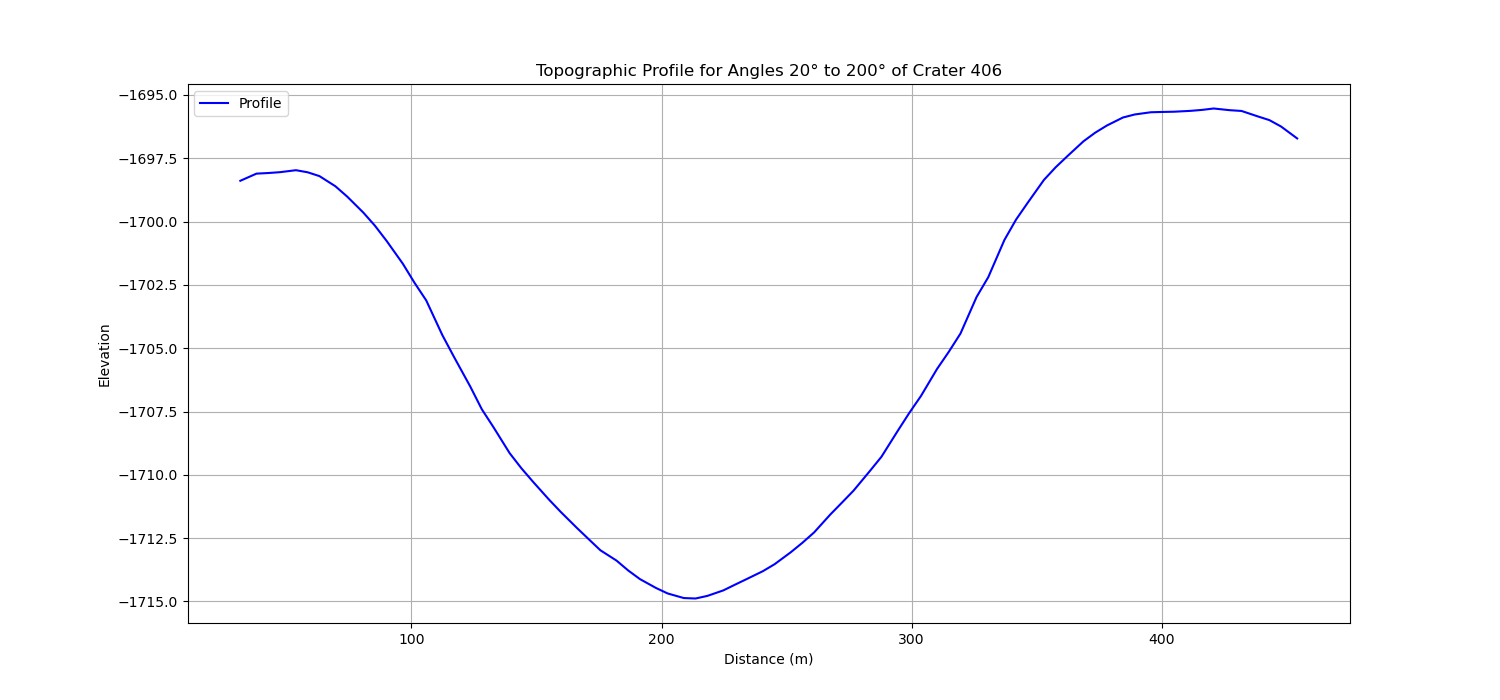 Topographic Profile for Angles 20° to 200° of Crater 406
Profile
−1695.0
−1697.5
−1700.0
−1702.5
−1705.0
−1707.5
−1710.0
−1712.5
−1715.0
Elevation
100 200 300 400
Distance (m)